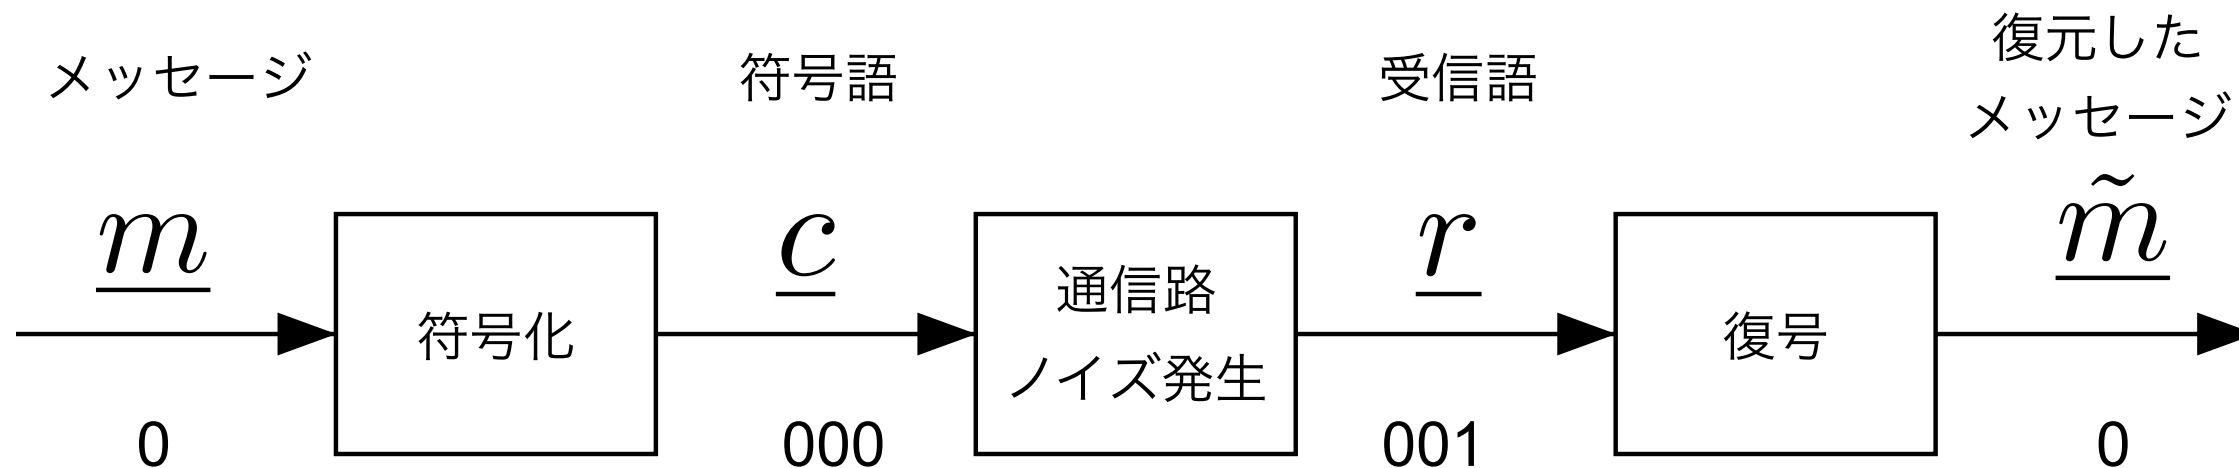 メッセージ
符号語
受信語
復元した
メッセージ
m
c
r
m̃
符号化
通信路
ノイズ発生
復号
0
000
001
0